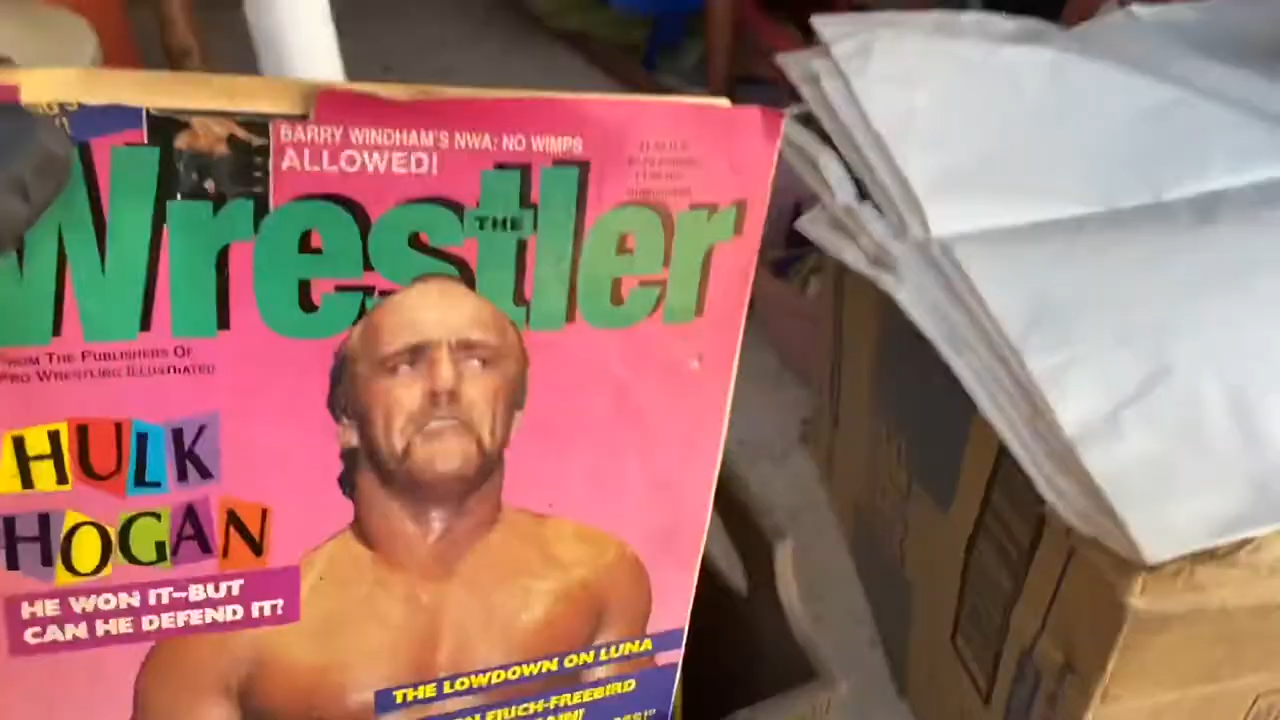 BARRY WINDHAM'S NWA: NO WIMPS
ALLOWED!
THE
Wrestler
FROM THE PUBLISHERS OF
PRO WRESTLING ILLUSTRATED
HULK
HOGAN
HE WON IT—BUT
CAN HE DEFEND IT?
THE LOWDOWN ON LUNA